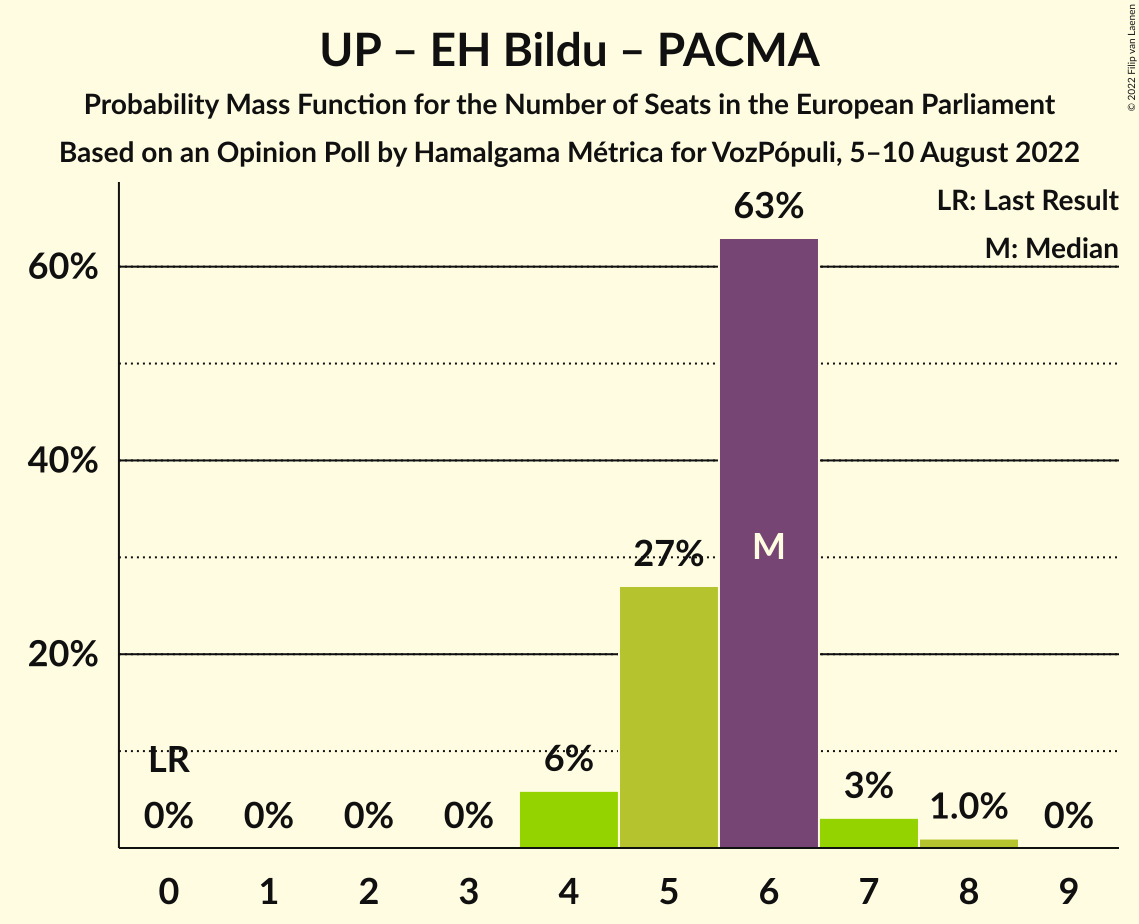 UP – EH Bildu – PACMA
Probability Mass Function for the Number of Seats in the European Parliament
Based on an Opinion Poll by Hamalgama Métrica for VozPópuli, 5–10 August 2022
© 2022 Filip van Laenen
LR: Last Result
M: Median
60%
40%
20%
63%
M
27%
LR
0%
0%
0%
0%
6%
3%
1.0%
0%
0 1 2 3 4 5 6 7 8 9